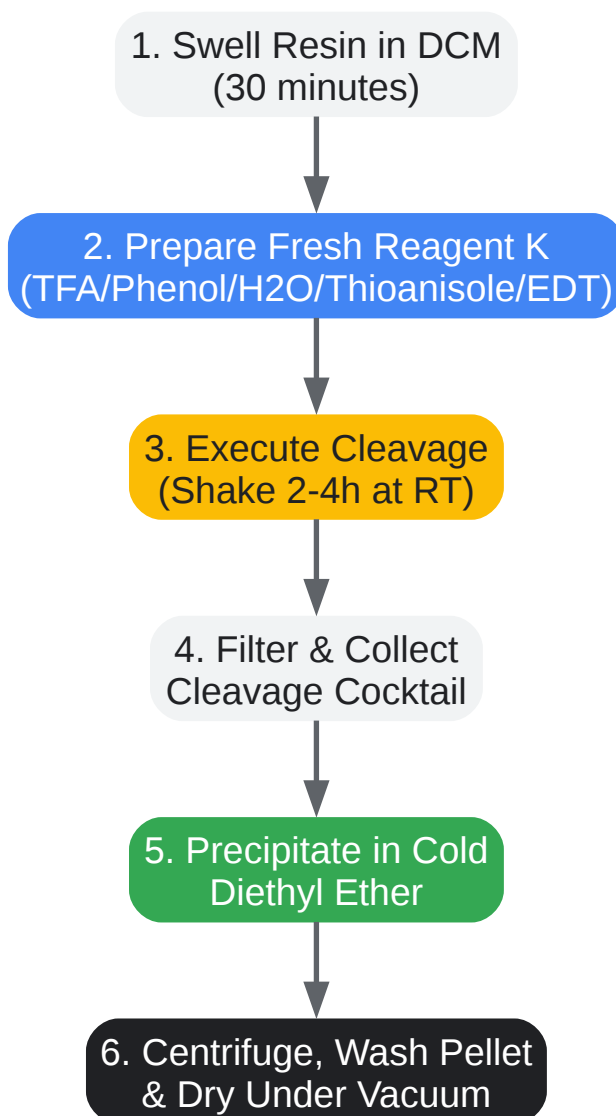 1. Swell Resin in DCM
(30 minutes)
2. Prepare Fresh Reagent K
(TFA/Phenol/H2O/Thioanisole/EDT)
3. Execute Cleavage
(Shake 2-4h at RT)
4. Filter & Collect
Cleavage Cocktail
5. Precipitate in Cold
Diethyl Ether
6. Centrifuge, Wash Pellet
& Dry Under Vacuum